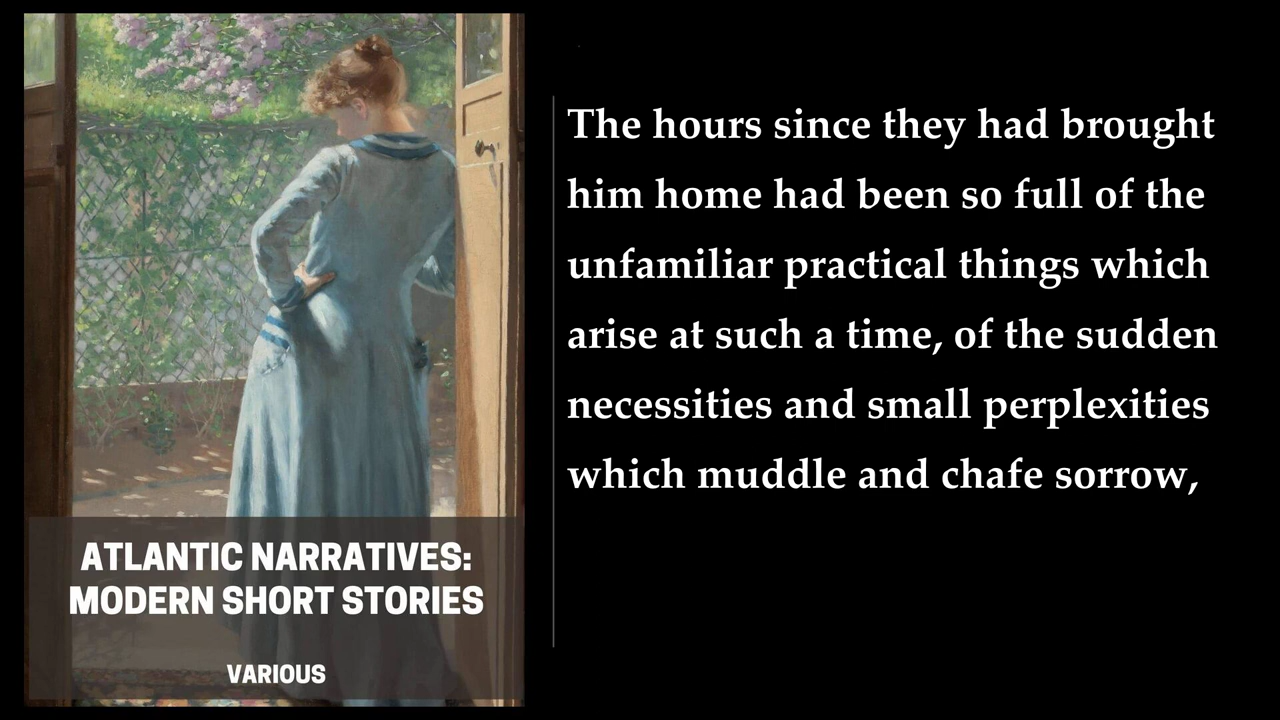 ATLANTIC NARRATIVES:
MODERN SHORT STORIES
VARIOUS
The hours since they had brought
him home had been so full of the
unfamiliar practical things which
arise at such a time, of the sudden
necessities and small perplexities
which muddle and chafe sorrow,